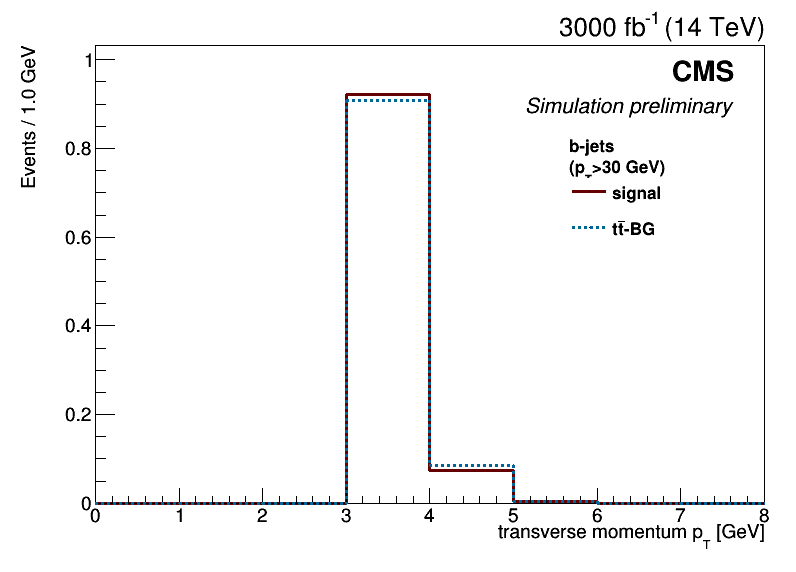 3000 fb-1 (14 TeV)
CMS
Simulation preliminary
b-jets
(pT>30 GeV)
signal
tt̄-BG
Events / 1.0 GeV
1
0.8
0.6
0.4
0.2
0
0 1 2 3 4 5 6 7 8
transverse momentum pT [GeV]